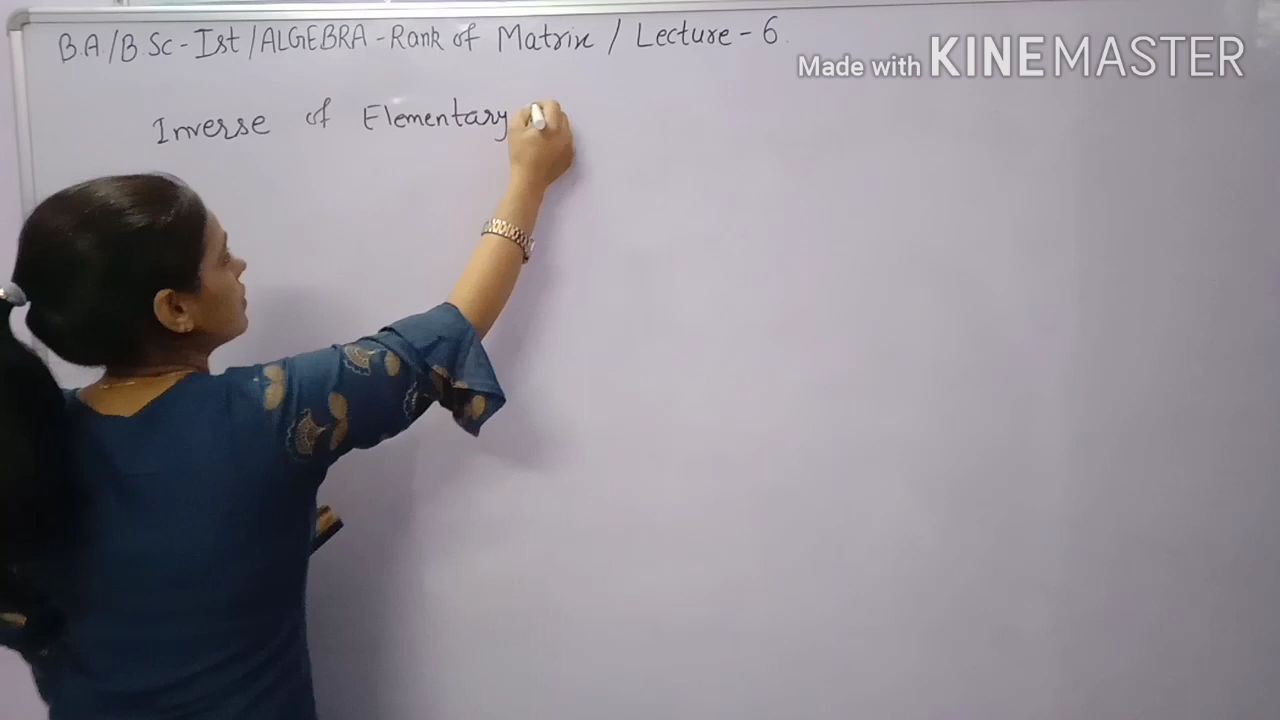 B.A./B.Sc-Ist/ALGEBRA-Rank of Matrix / Lecture-6.
Made with KINEMASTER
Inverse of Elementary